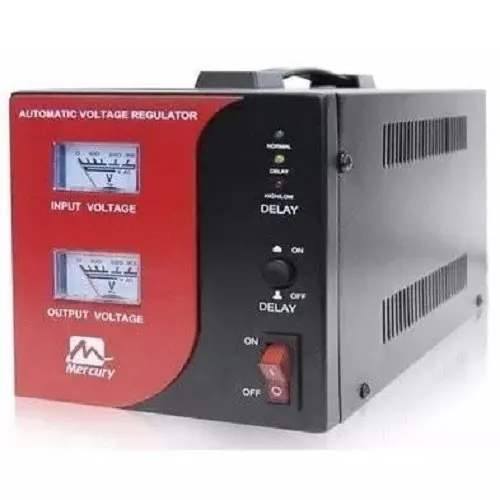 AUTOMATIC VOLTAGE REGULATOR
V
INPUT VOLTAGE
V
OUTPUT VOLTAGE
Mercury
NORMAL
DELAY
HIGH/LOW
DELAY
ON
OFF
DELAY
ON
OFF